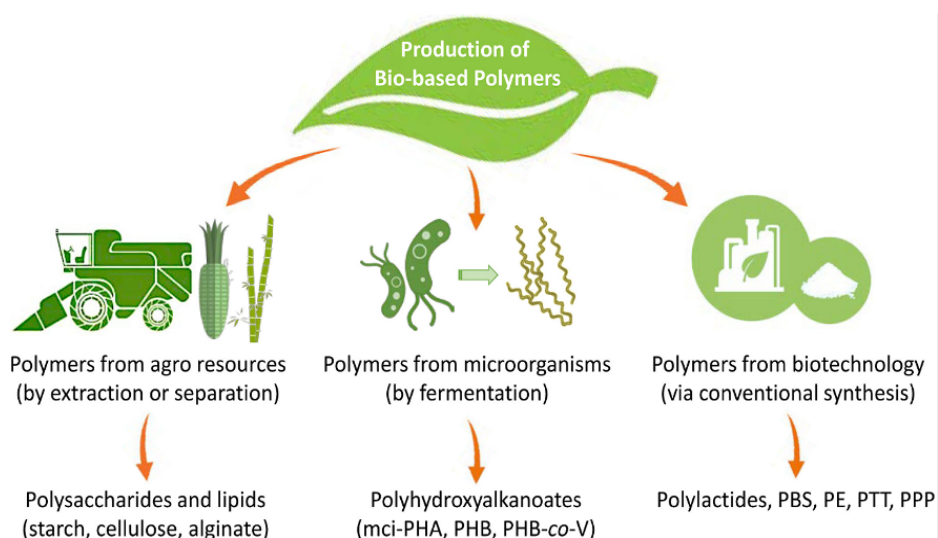 Production of
Bio-based Polymers
Polymers from agro resources
(by extraction or separation)
Polymers from microorganisms
(by fermentation)
Polymers from biotechnology
(via conventional synthesis)
Polysaccharides and lipids
(starch, cellulose, alginate)
Polyhydroxyalkanoates
(mci-PHA, PHB, PHB-co-V)
Polylactides, PBS, PE, PTT, PPP